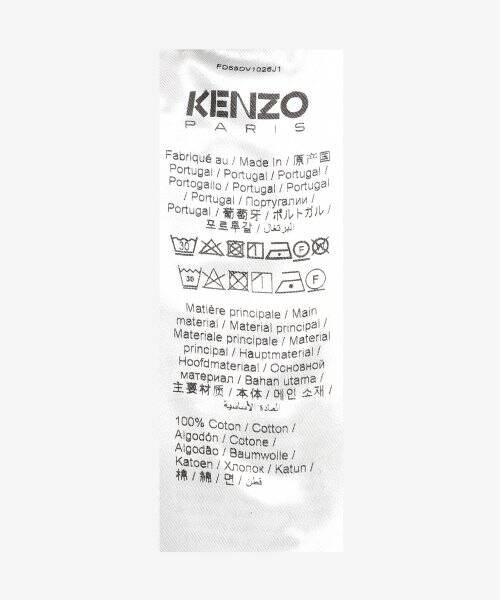 FD58DV1026J1
KENZO
PARIS
Fabriqué au / Made In / 原产国
Portugal / Portugal / Portugal /
Portogallo / Portugal / Portugal
/ Portugal / Португалии /
Portugal / 葡萄牙 / ポルトガル /
포르투갈 / البرتغال
30 F
30 F
Matière principale / Main
material / Material principal /
Materiale principale / Material
principal / Hauptmaterial /
Hoofdmateriaal / Основной
материал / Bahan utama /
主要材质 / 本体 / 메인 소재 /
المادة الأساسية
100% Coton / Cotton /
Algodón / Cotone /
Algodão / Baumwolle /
Katoen / Хлопок / Katun /
棉 / 綿 / 면 / قطن